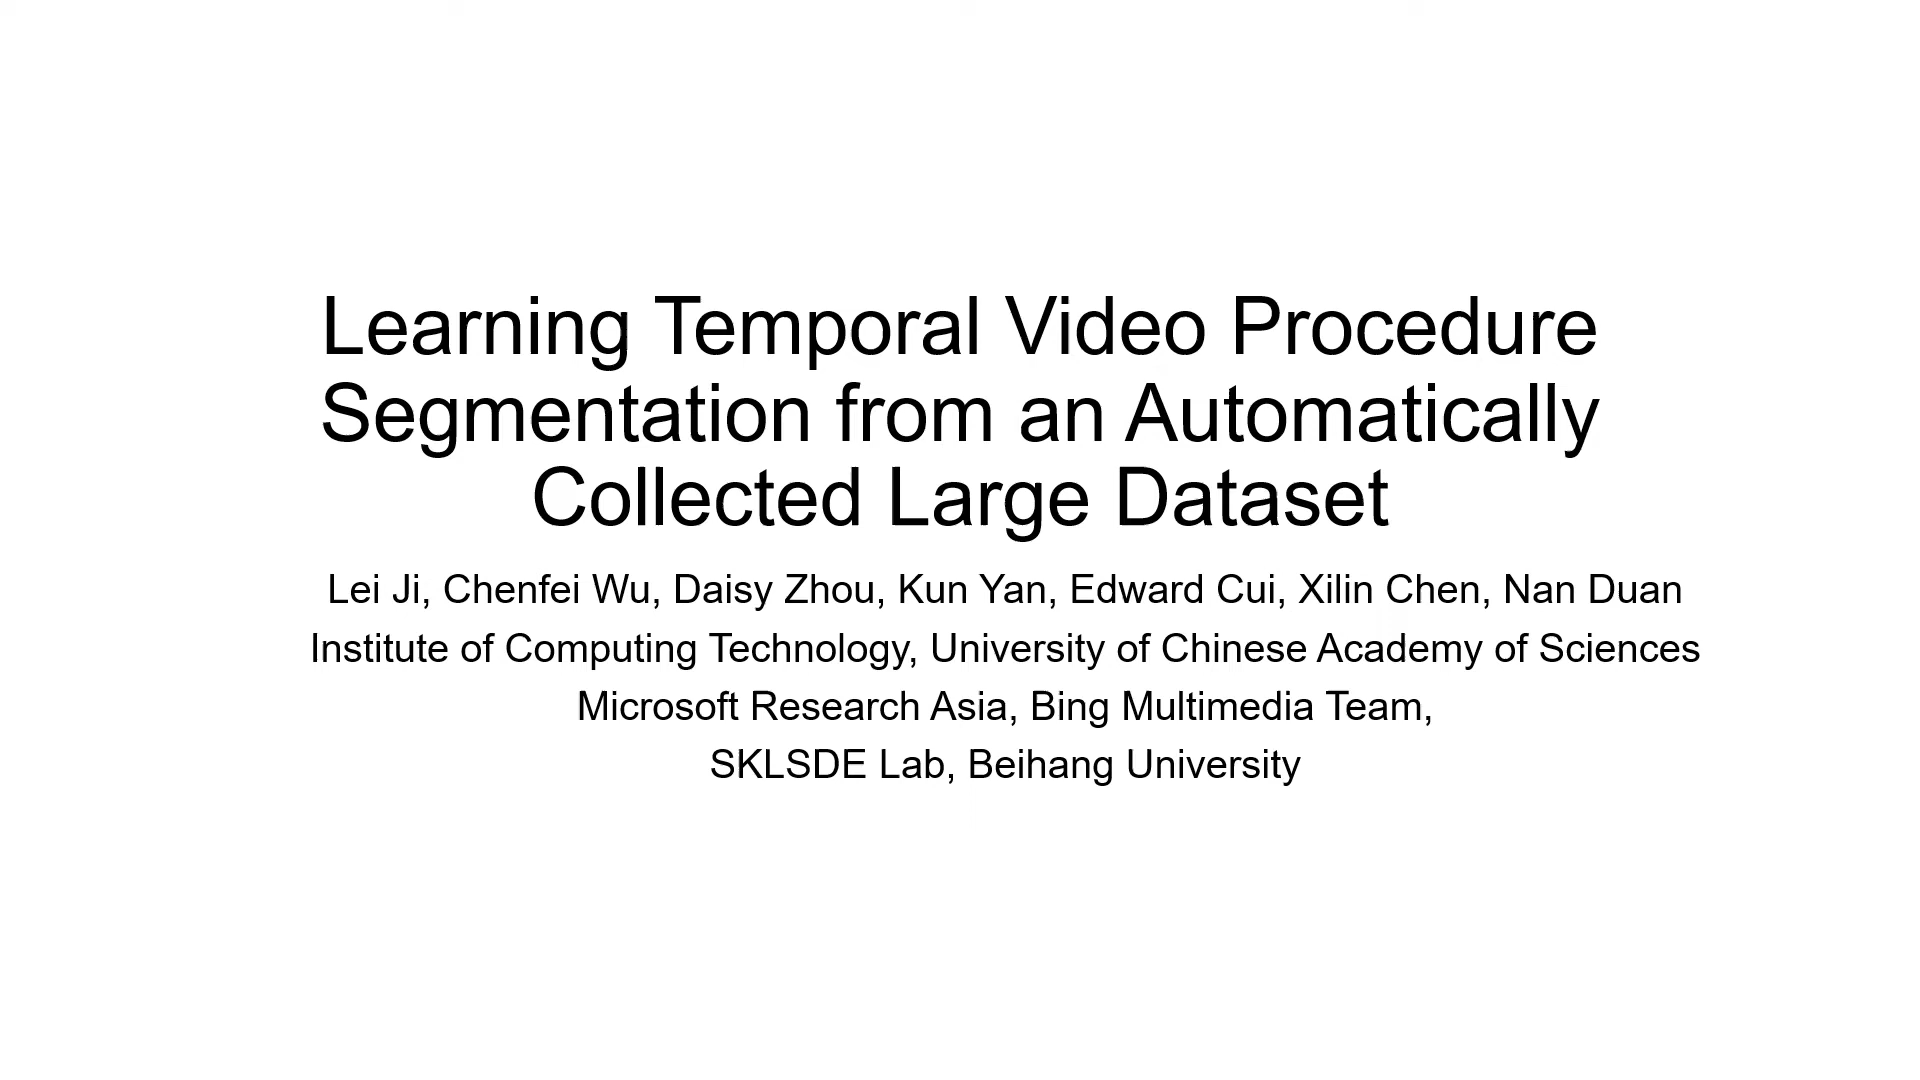 Learning Temporal Video Procedure
Segmentation from an Automatically
Collected Large Dataset
Lei Ji, Chenfei Wu, Daisy Zhou, Kun Yan, Edward Cui, Xilin Chen, Nan Duan
Institute of Computing Technology, University of Chinese Academy of Sciences
Microsoft Research Asia, Bing Multimedia Team,
SKLSDE Lab, Beihang University